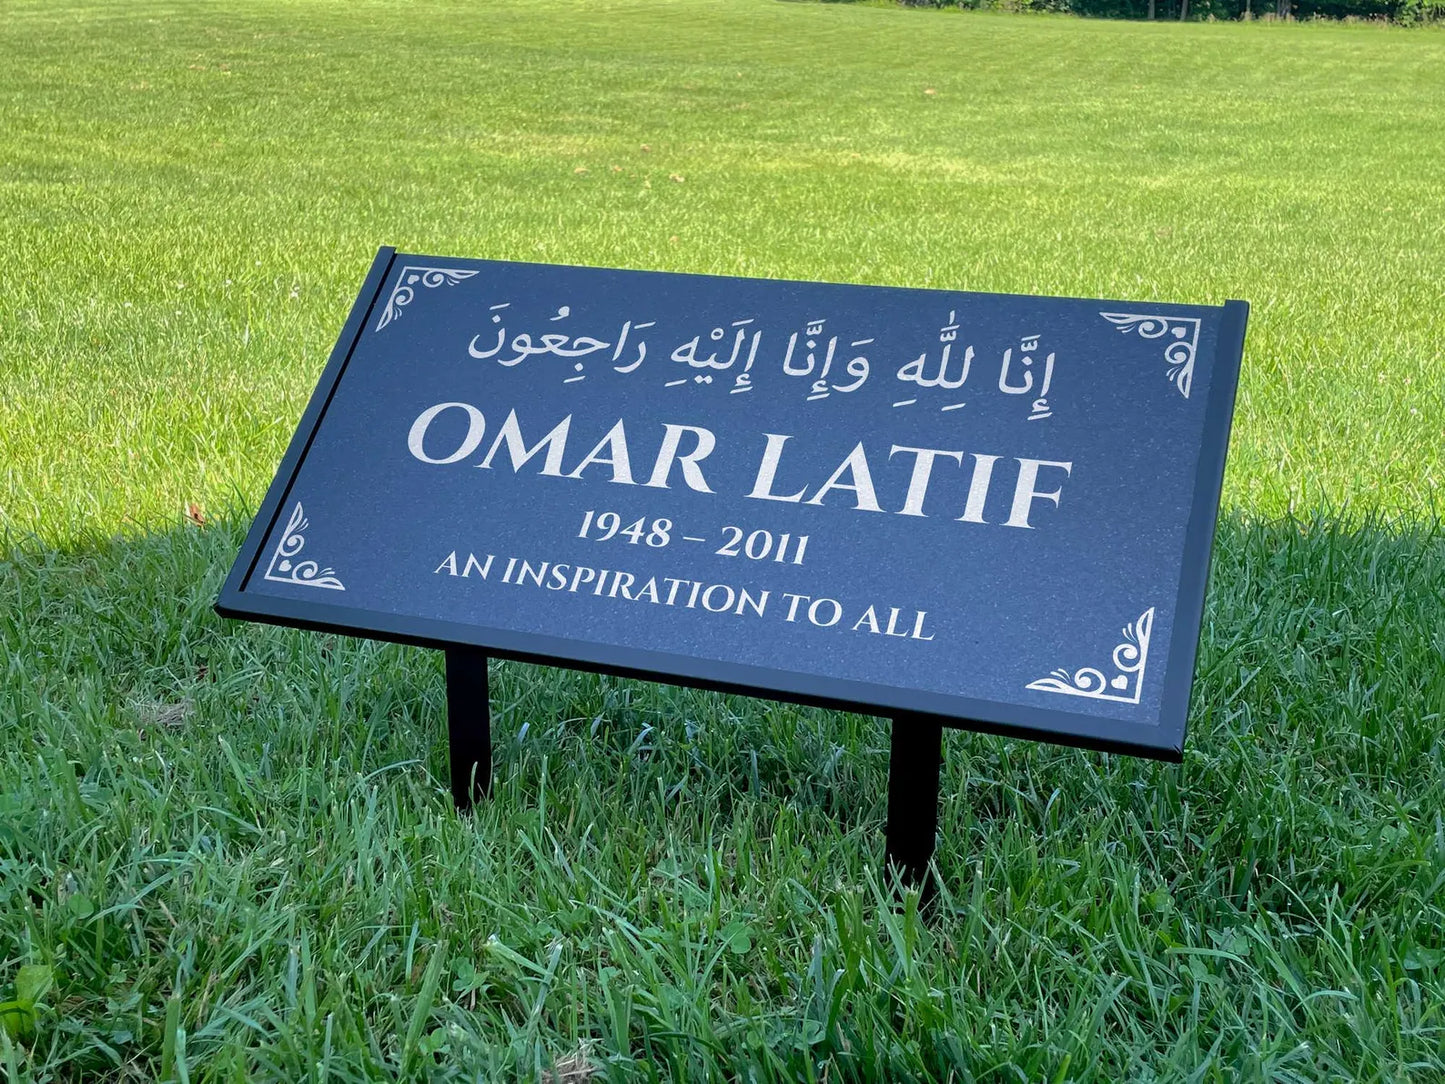 إِنَّا لِلَّٰهِ وَإِنَّا إِلَيْهِ رَاجِعُونَ
OMAR LATIF
1948 – 2011
AN INSPIRATION TO ALL